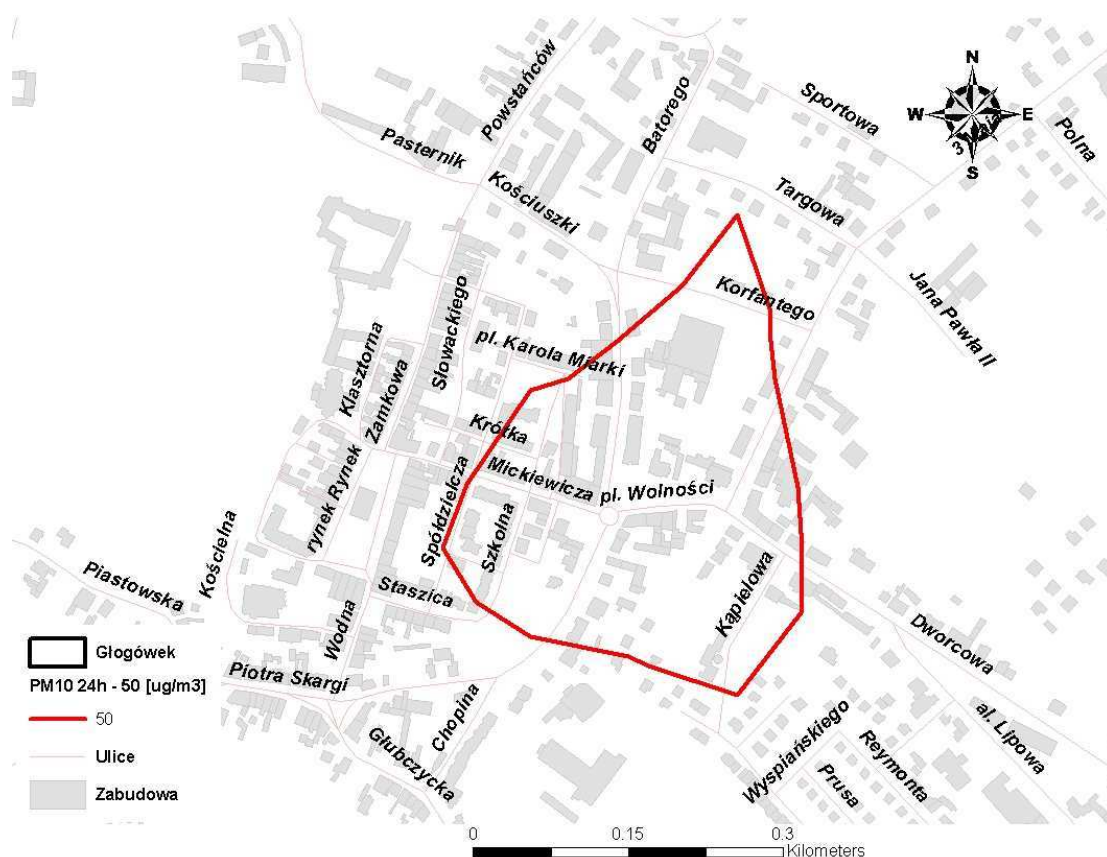 Powstańców
Batorego
Sportowa
N
W
E
S
Polna
Pasternik
Kościuszki
Targowa
Słowackiego
Korfantego
Jana Pawła II
pl. Karola Miarki
Klasztorna
Zamkowa
Krótka
rynek Rynek
Spółdzielcza
Mickiewicza
pl. Wolności
Szkolna
Kościelna
Piastowska
Staszica
Kąpielowa
Dworcowa
Wodna
Piotra Skargi
Chopina
Głubczycka
Wyspiańskiego
Reymonta
Prusa
al. Lipowa
Głogówek
PM10 24h - 50 [ug/m3]
50
Ulice
Zabudowa
0
0.15
0.3
Kilometers